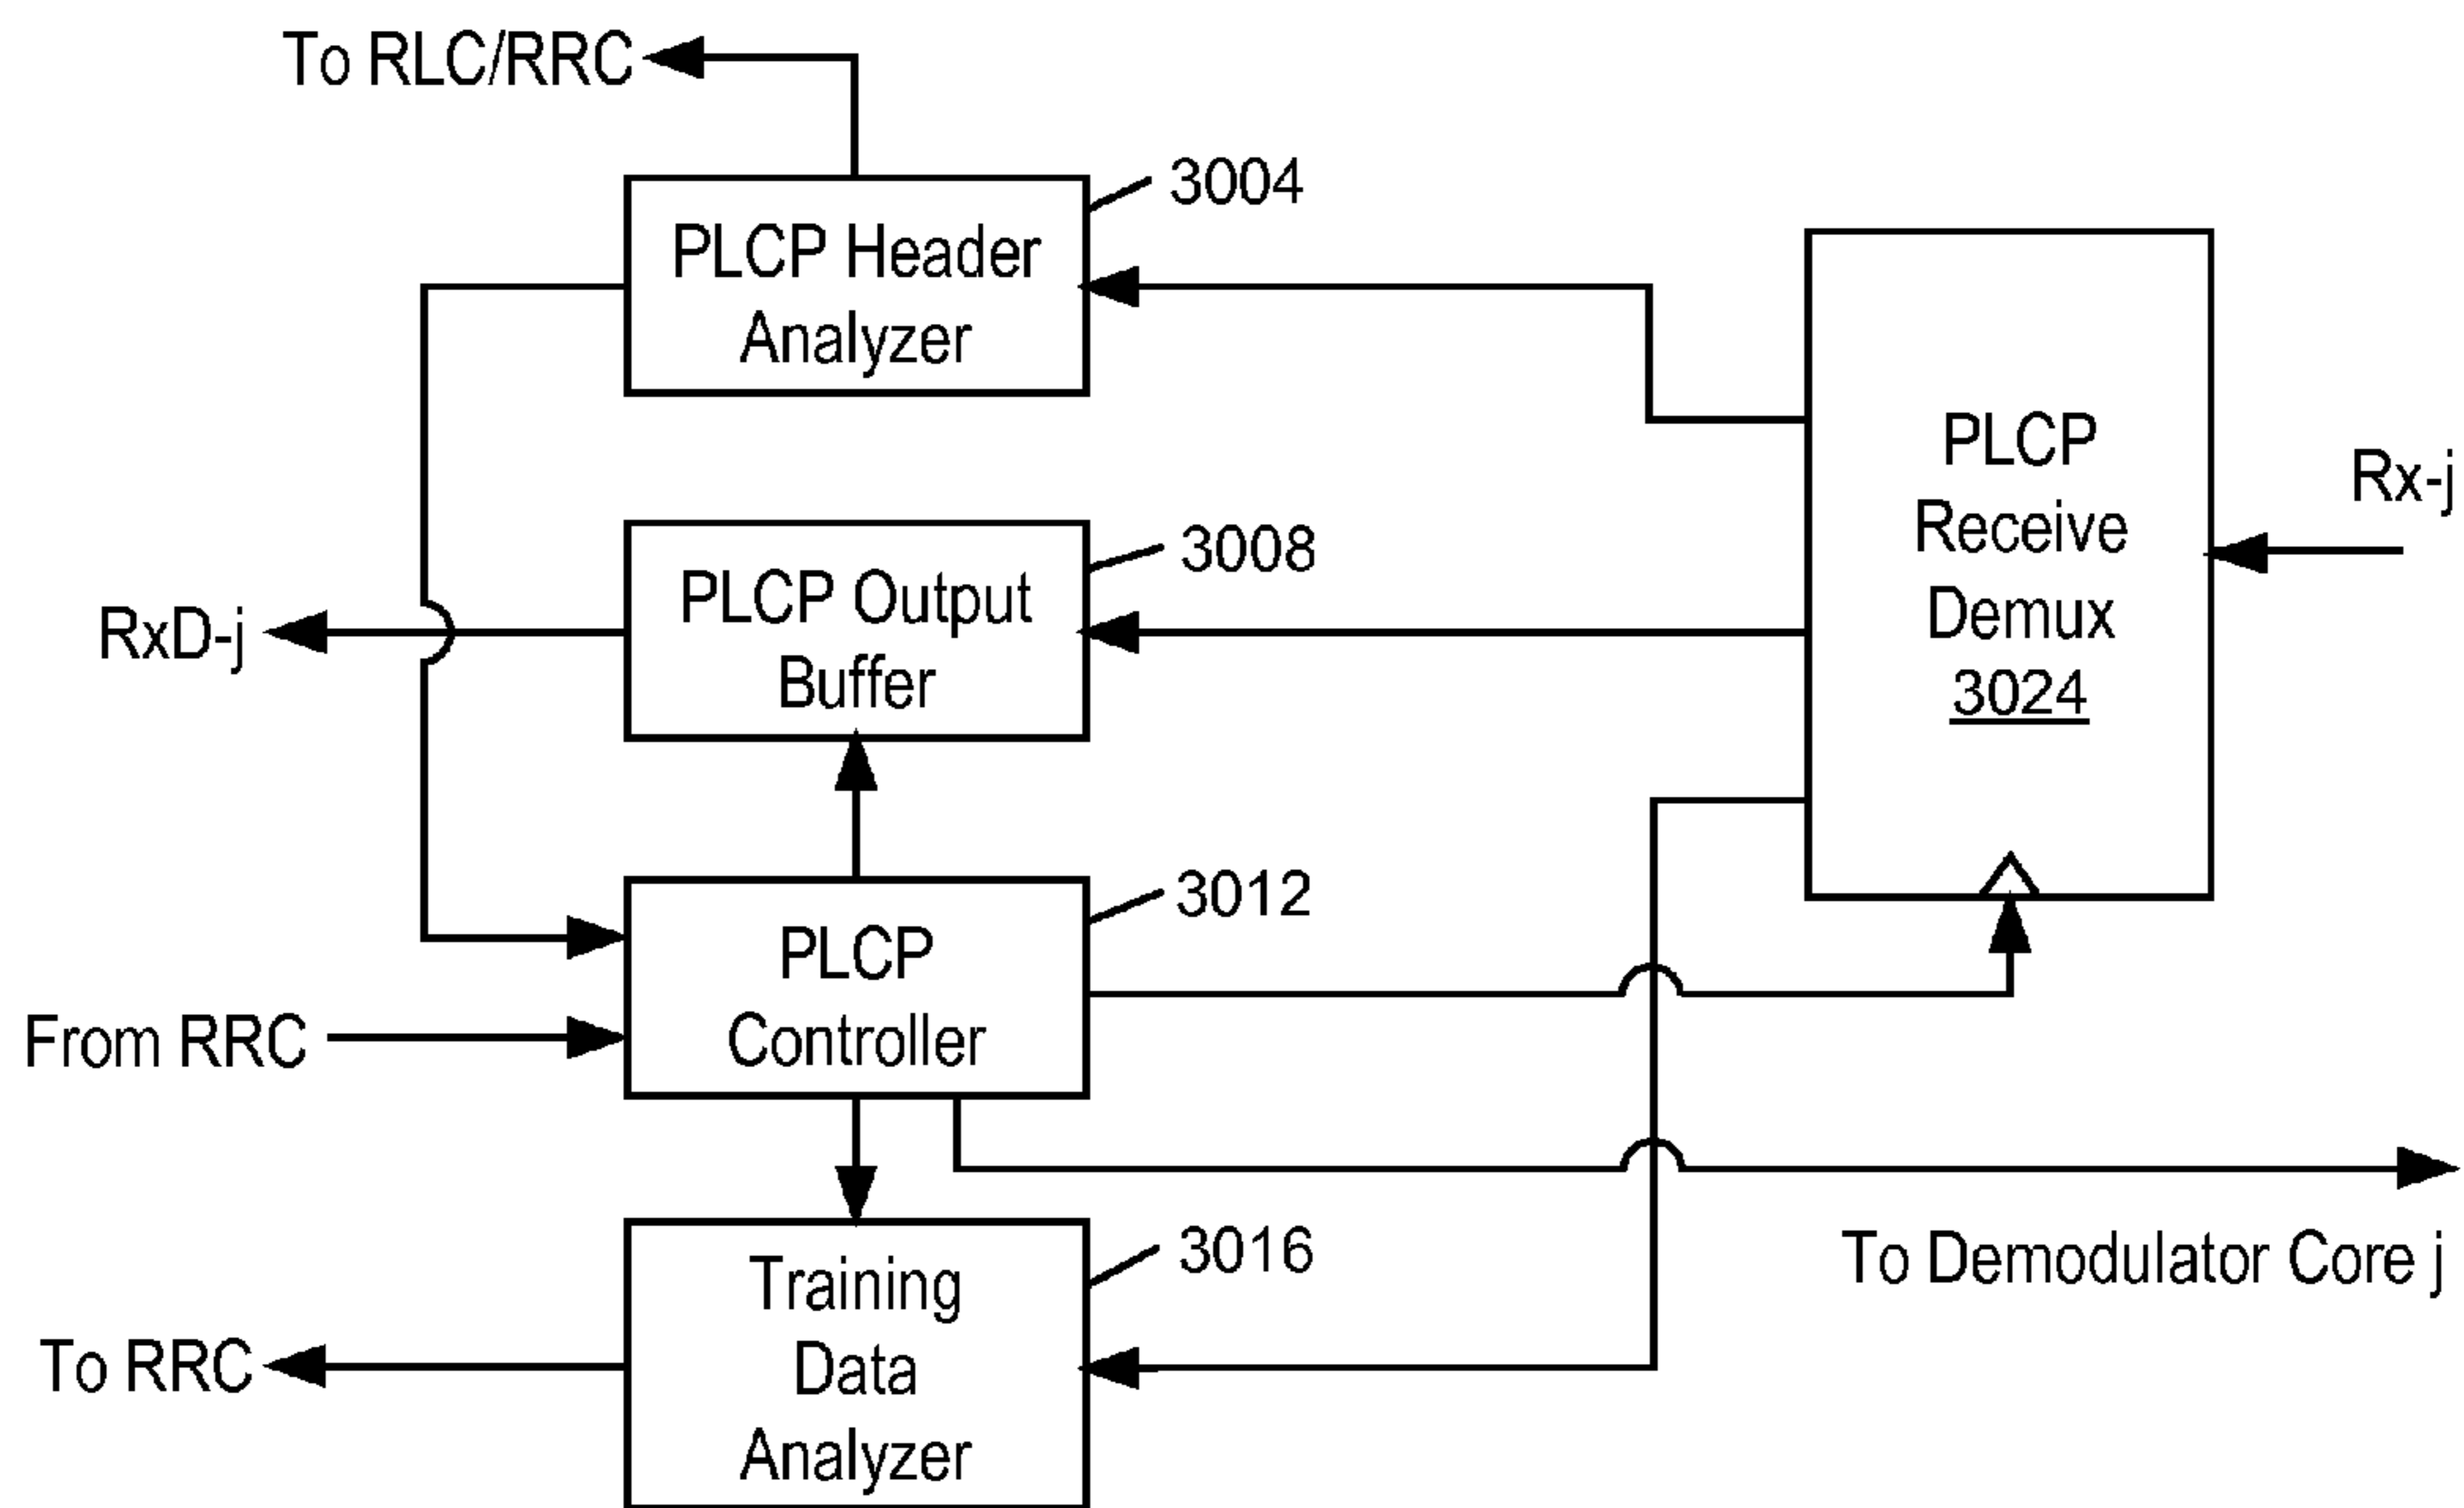 To RLC/RRC
3004
PLCP Header
Analyzer
PLCP
Receive
Demux
3024
Rx-j
3008
PLCP Output
Buffer
RxD-j
3012
PLCP
Controller
From RRC
To Demodulator Core j
3016
Training
Data
Analyzer
To RRC